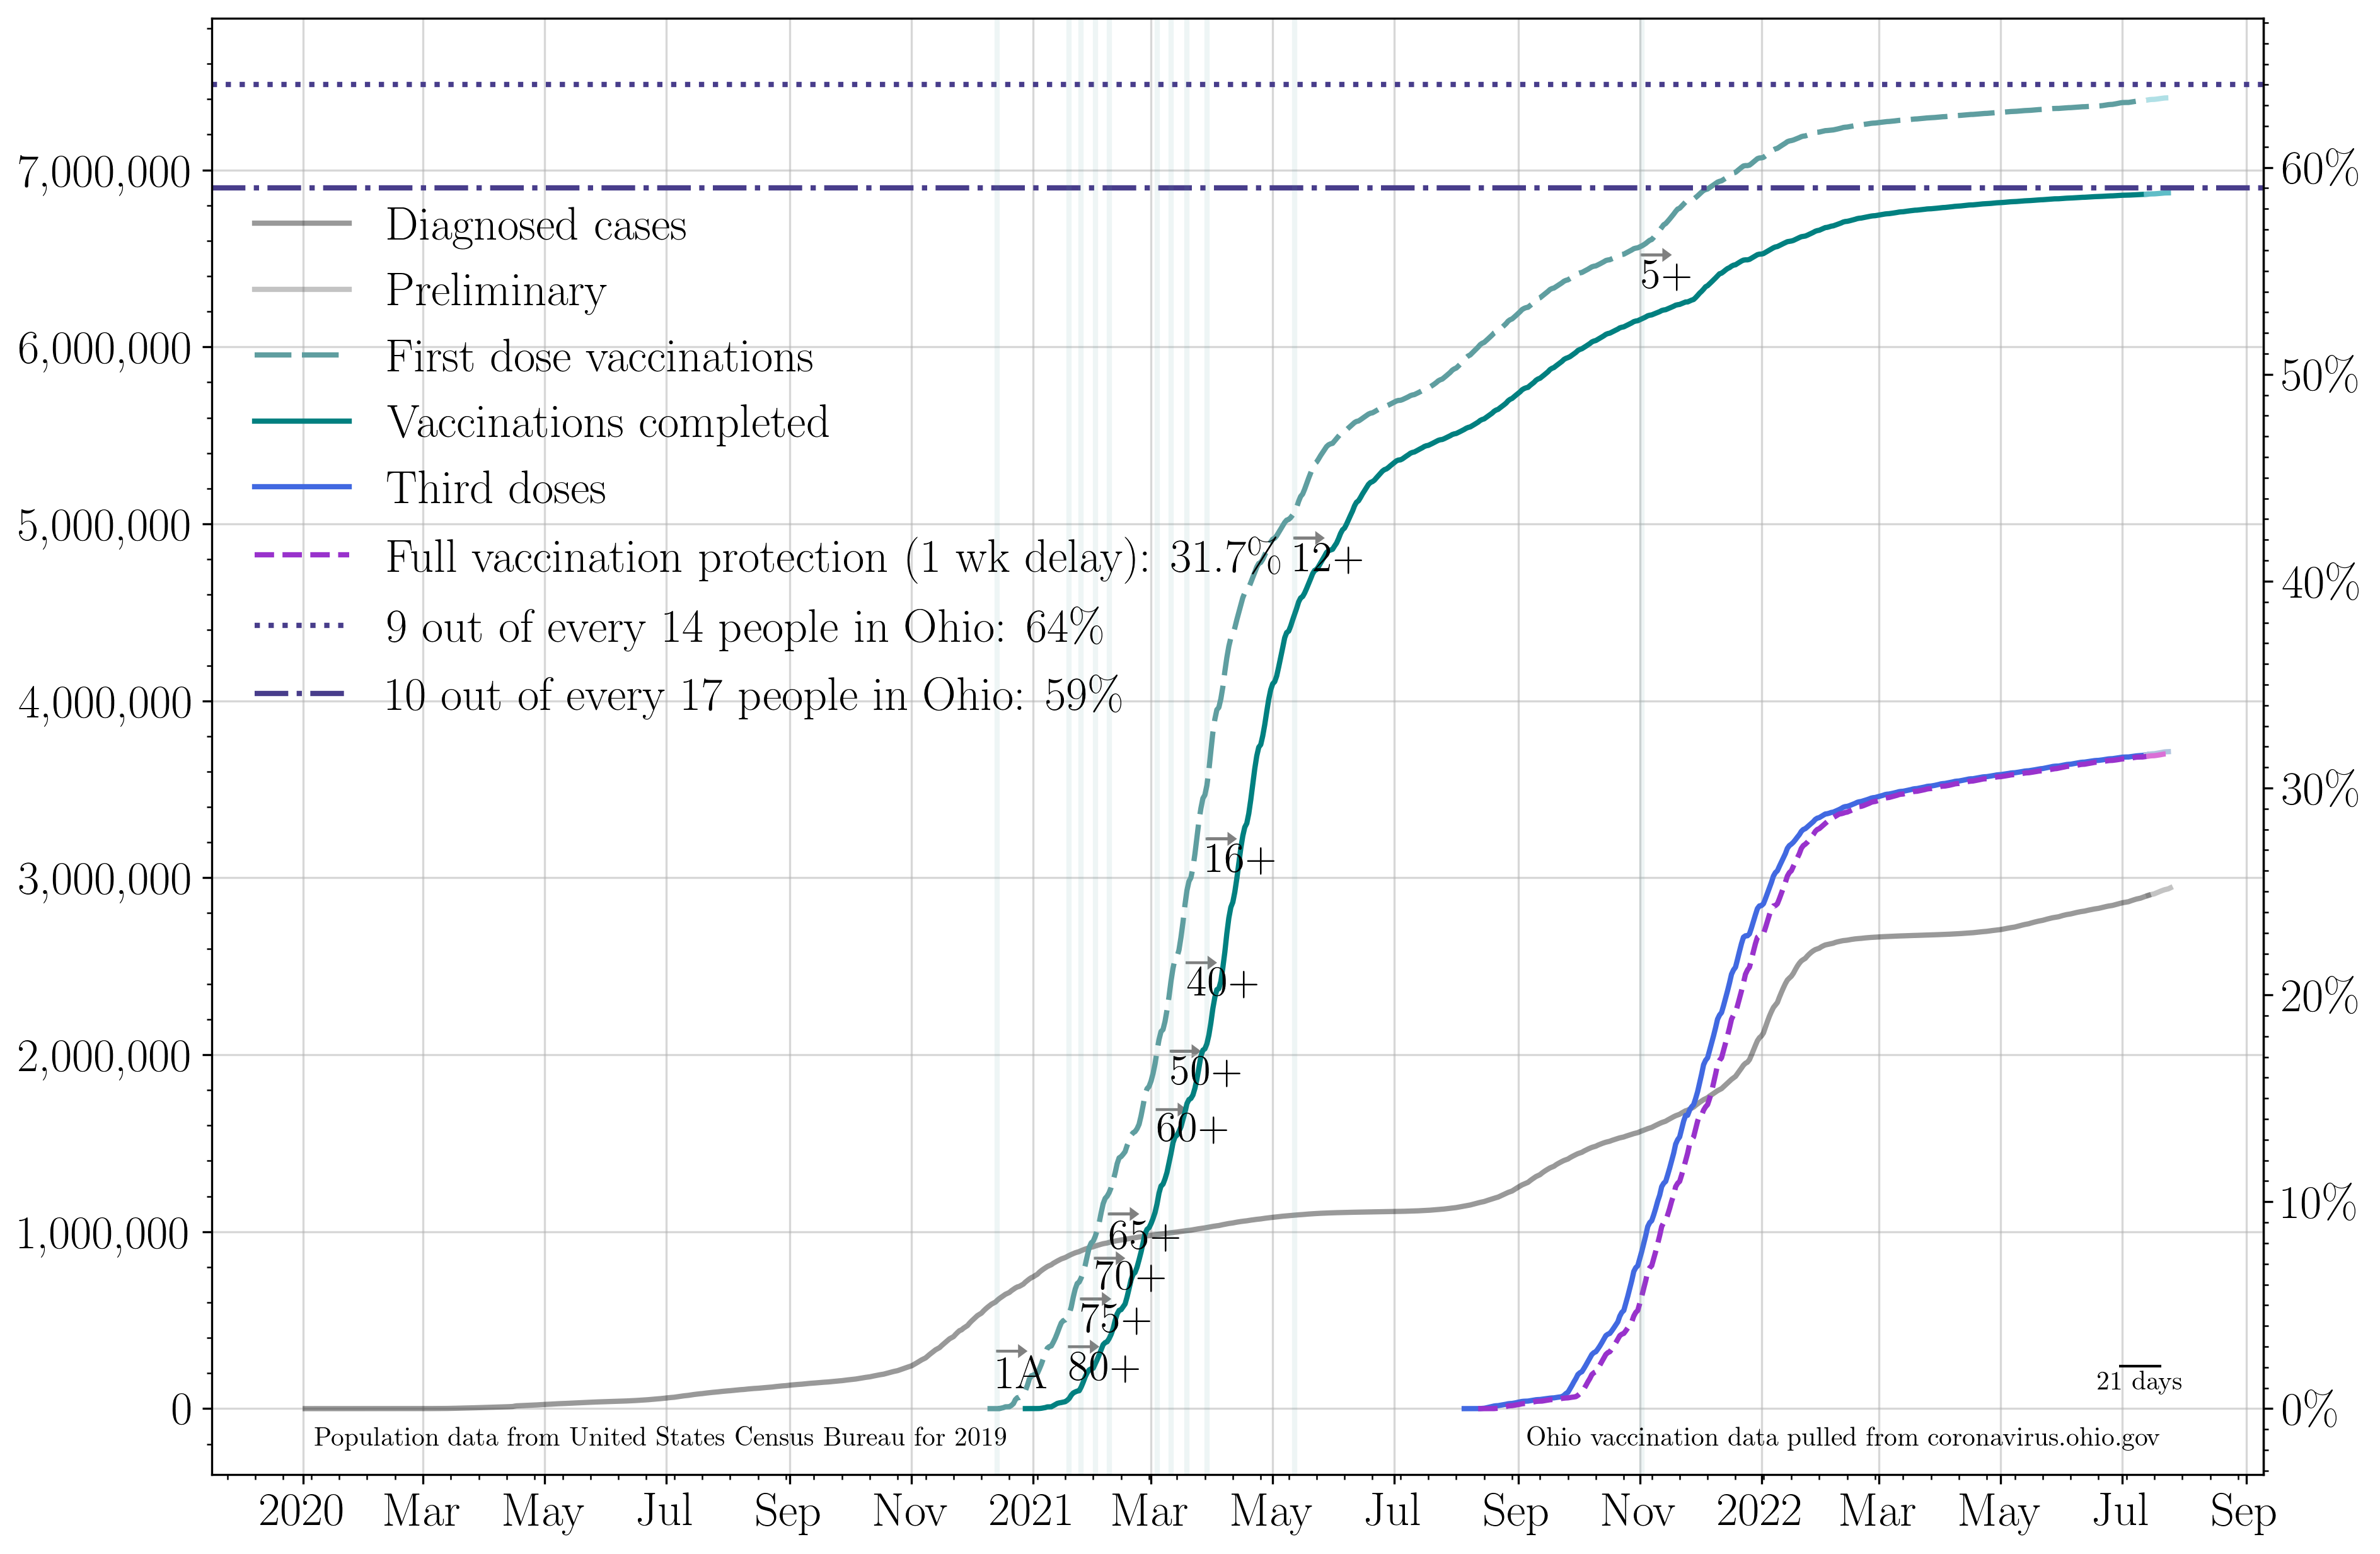 7,000,000
6,000,000
5,000,000
4,000,000
3,000,000
2,000,000
1,000,000
0
60%
50%
40%
30%
20%
10%
0%
Diagnosed cases
Preliminary
First dose vaccinations
Vaccinations completed
Third doses
Full vaccination protection (1 wk delay): 31.7%
9 out of every 14 people in Ohio: 64%
10 out of every 17 people in Ohio: 59%
5+
12+
16+
40+
50+
60+
65+
70+
75+
80+
1A
21 days
Population data from United States Census Bureau for 2019
Ohio vaccination data pulled from coronavirus.ohio.gov
2020 Mar May Jul Sep Nov 2021 Mar May Jul Sep Nov 2022 Mar May Jul Sep